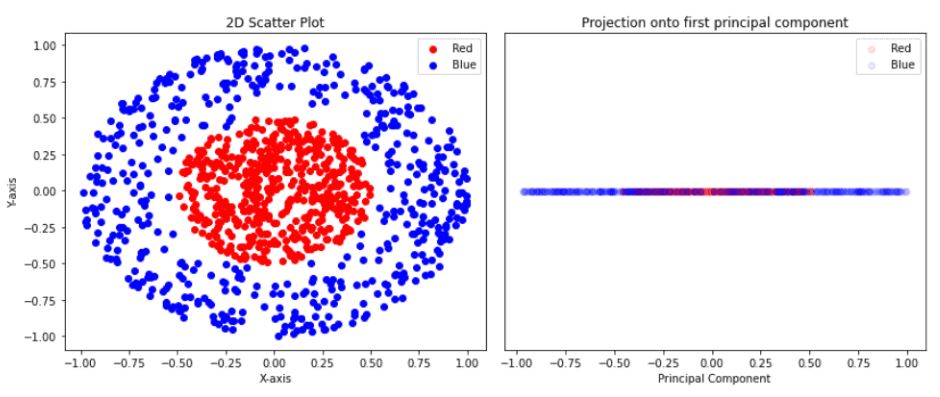 2D Scatter Plot
Red
Blue
1.00
0.75
0.50
0.25
0.00
−0.25
−0.50
−0.75
−1.00
Y-axis
−1.00 −0.75 −0.50 −0.25 0.00 0.25 0.50 0.75 1.00
X-axis
Projection onto first principal component
Red
Blue
−1.00 −0.75 −0.50 −0.25 0.00 0.25 0.50 0.75 1.00
Principal Component